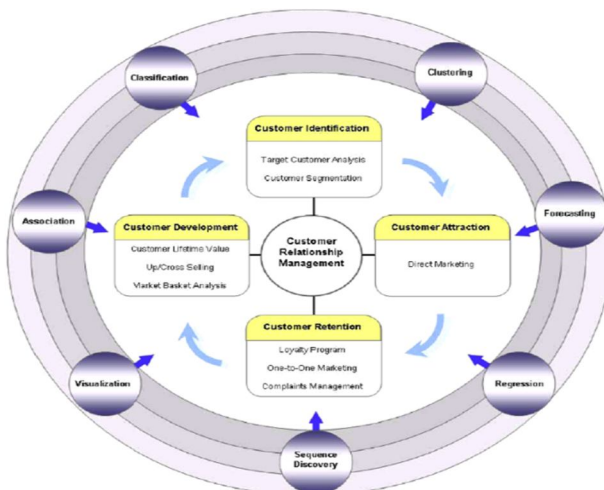 Classification
Clustering
Customer Identification
Target Customer Analysis
Customer Segmentation
Association
Forecasting
Customer Development
Customer Lifetime Value
Up/Cross Selling
Market Basket Analysis
Customer
Relationship
Management
Customer Attraction
Direct Marketing
Customer Retention
Loyalty Program
One-to-One Marketing
Complaints Management
Visualization
Regression
Sequence
Discovery